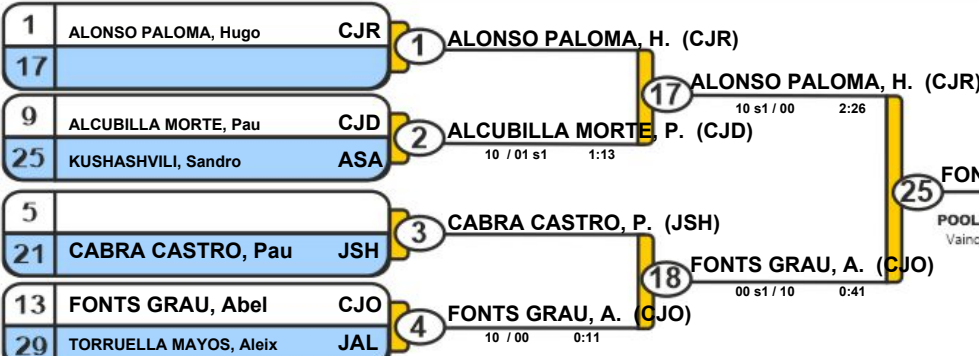 1 ALONSO PALOMA, Hugo CJR
17
1 ALONSO PALOMA, H. (CJR)
17 ALONSO PALOMA, H. (CJR)
10 s1 / 00 2:26
9 ALCUBILLA MORTE, Pau CJD
25 KUSHASHVILI, Sandro ASA
2 ALCUBILLA MORTE, P. (CJD)
10 / 01 s1 1:13
25 FON
POOL
Vainc
5
21 CABRA CASTRO, Pau JSH
3 CABRA CASTRO, P. (JSH)
18 FONTS GRAU, A. (CJO)
00 s1 / 10 0:41
13 FONTS GRAU, Abel CJO
29 TORRUELLA MAYOS, Aleix JAL
4 FONTS GRAU, A. (CJO)
10 / 00 0:11